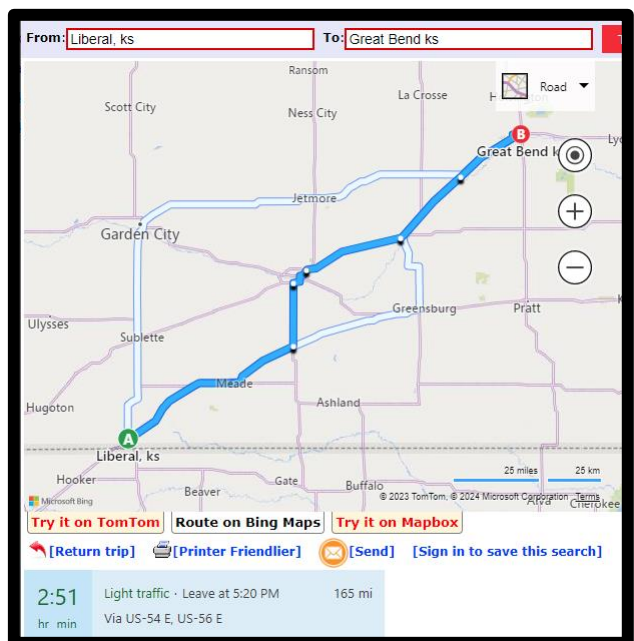 From: Liberal, ks To: Great Bend ks
Ransom
Road
Scott City
La Crosse
Ness City
B
Great Bend k
Jetmore
Garden City
Ulysses
Greensburg
Pratt
Sublette
Meade
Hugoton
Ashland
A
Liberal, ks
Hooker
Gate
25 miles 25 km
Beaver
Buffalo
Microsoft Bing
© 2023 TomTom, © 2024 Microsoft Corporation Terms
Alva Cherokee
Try it on TomTom Route on Bing Maps Try it on Mapbox
[Return trip] [Printer Friendlier] [Send] [Sign in to save this search]
2:51 Light traffic · Leave at 5:20 PM 165 mi
hr min Via US-54 E, US-56 E